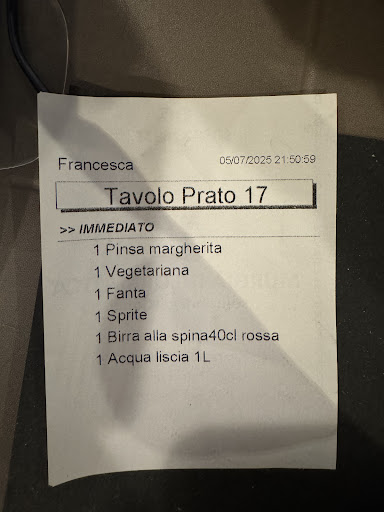 Francesca 05/07/2025 21:50:59
Tavolo Prato 17
>> IMMEDIATO
1 Pinsa margherita
1 Vegetariana
1 Fanta
1 Sprite
1 Birra alla spina40cl rossa
1 Acqua liscia 1L